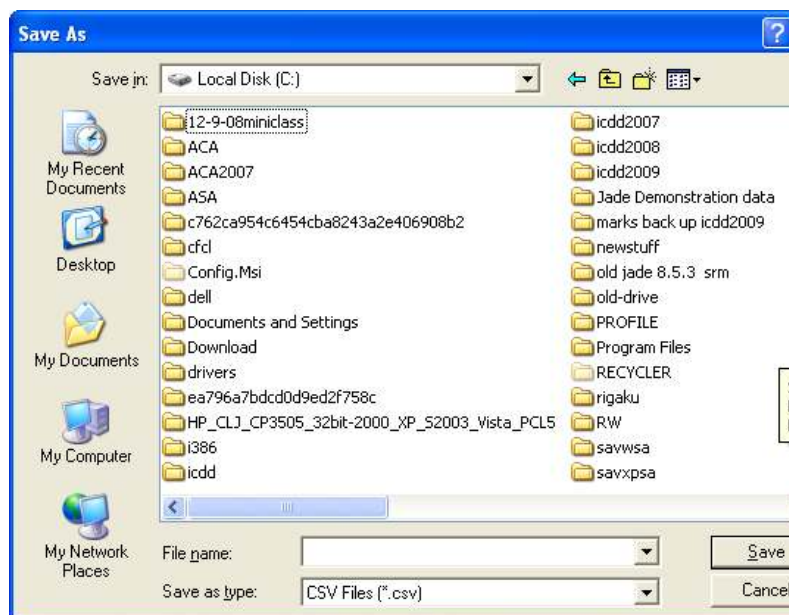 Save As
?
Save in:
Local Disk (C:)
My Recent
Documents
Desktop
My Documents
My Computer
My Network
Places
12-9-08miniclass
ACA
ACA2007
ASA
c762ca954c6454cba8243a2e406908b2
cfcl
Config.Msi
dell
Documents and Settings
Download
drivers
ea796a7bdcd0d9ed2f758c
HP_CLJ_CP3505_32bit-2000_XP_S2003_Vista_PCL5
i386
icdd
icdd2007
icdd2008
icdd2009
Jade Demonstration data
marks back up icdd2009
newstuff
old jade 8.5.3 srm
old-drive
PROFILE
Program Files
RECYCLER
rigaku
RW
savwsa
savxpsa
File name:
Save
Save as type:
CSV Files (*.csv)
Cancel